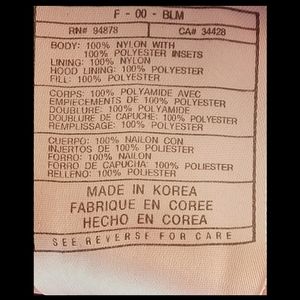 F - 00 - BLM
RN# 94878 CA# 34428
BODY: 100% NYLON WITH
100% POLYESTER INSETS
LINING: 100% NYLON
HOOD LINING: 100% POLYESTER
FILL: 100% POLYESTER
CORPS: 100% POLYAMIDE AVEC
EMPIECEMENTS DE 100% POLYESTER
DOUBLURE: 100% POLYAMIDE
DOUBLURE DE CAPUCHE: 100% POLYESTER
REMPLISSAGE: 100% POLYESTER
CUERPO: 100% NAILON CON
INJERTOS DE 100% POLIESTER
FORRO: 100% NAILON
FORRO DE CAPUCHA: 100% POLIESTER
RELLENO: 100% POLIESTER
MADE IN KOREA
FABRIQUE EN COREE
HECHO EN COREA
SEE REVERSE FOR CARE